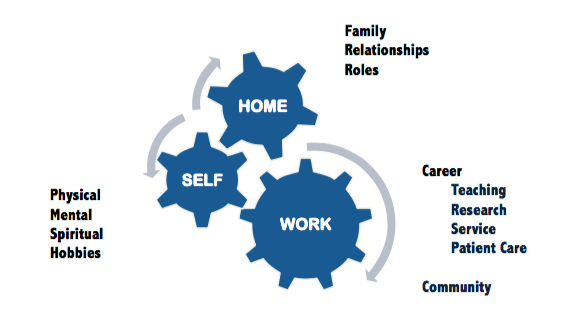 Family
Relationships
Roles
HOME
SELF
WORK
Physical
Mental
Spiritual
Hobbies
Career
Teaching
Research
Service
Patient Care
Community